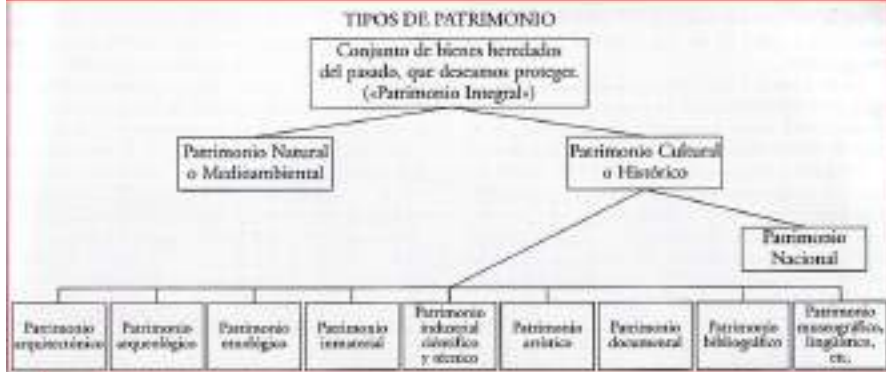 TIPOS DE PATRIMONIO
Conjunto de bienes heredados
del pasado, que deseamos proteger.
(«Patrimonio Integral»)
Patrimonio Natural
o Medioambiental
Patrimonio Cultural
o Histórico
Patrimonio
Nacional
Patrimonio
arquitectónico
Patrimonio
arqueológico
Patrimonio
etnológico
Patrimonio
inmaterial
Patrimonio
industrial
científico
y técnico
Patrimonio
artístico
Patrimonio
documental
Patrimonio
bibliográfico
Patrimonio
museográfico,
lingüístico,
etc.